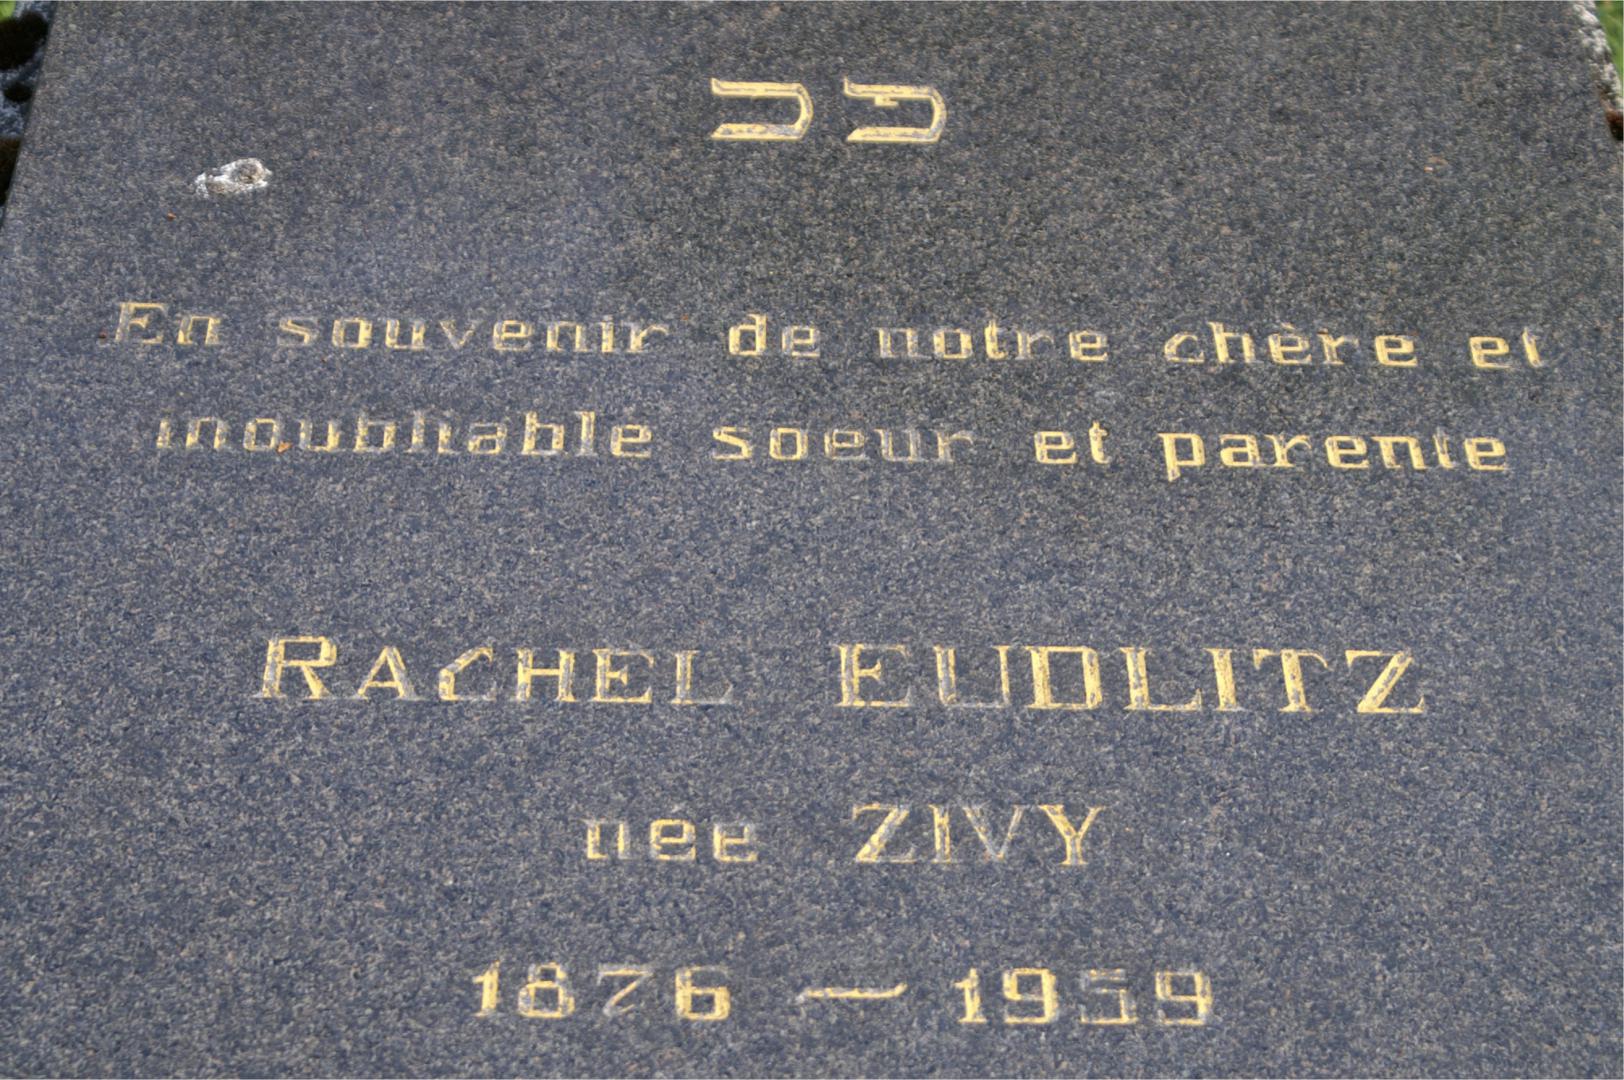 פנ
En souvenir de notre chère et
inoubliable soeur et parente
RACHEL EUDLITZ
née ZIVY
1876 — 1959